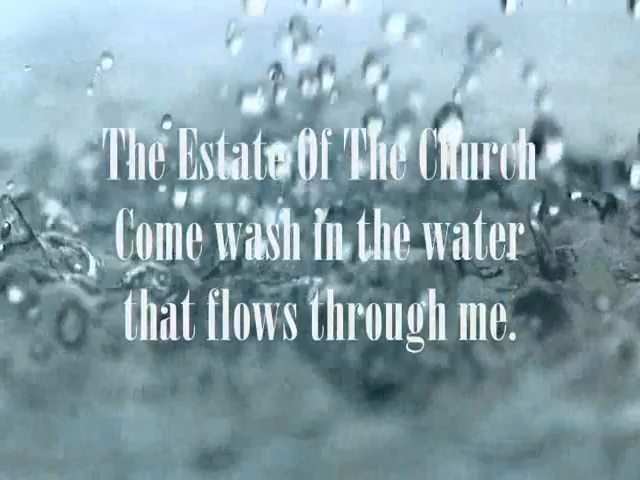 The Estate Of The Church
Come wash in the water
that flows through me.